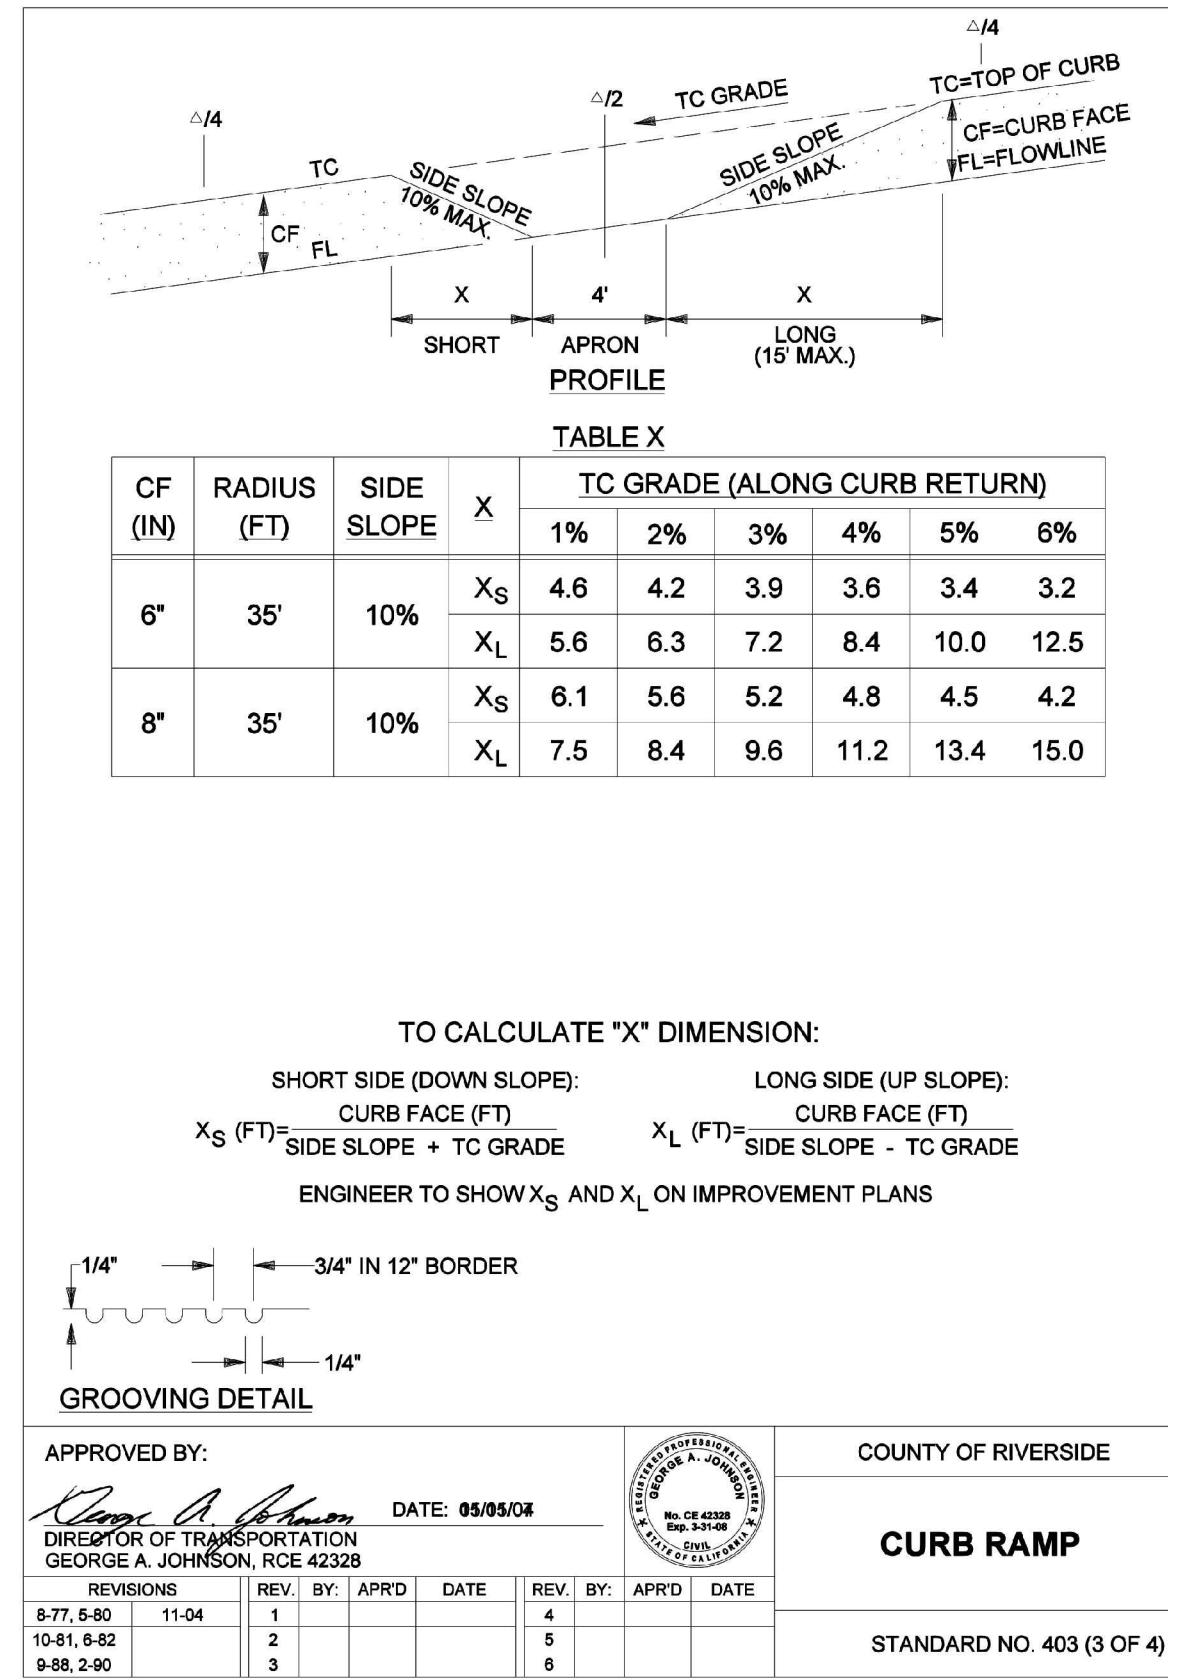 △/4
TC=TOP OF CURB
△/2
TC GRADE
△/4
CF=CURB FACE
FL=FLOWLINE
TC
SIDE SLOPE
10% MAX.
SIDE SLOPE
10% MAX.
CF
FL
X 4' X
SHORT APRON LONG
(15' MAX.)
PROFILE
TABLE X
CF (IN) RADIUS (FT) SIDE SLOPE X TC GRADE (ALONG CURB RETURN)
1% 2% 3% 4% 5% 6%
6" 35' 10% XS 4.6 4.2 3.9 3.6 3.4 3.2
XL 5.6 6.3 7.2 8.4 10.0 12.5
8" 35' 10% XS 6.1 5.6 5.2 4.8 4.5 4.2
XL 7.5 8.4 9.6 11.2 13.4 15.0
TO CALCULATE "X" DIMENSION:
SHORT SIDE (DOWN SLOPE): LONG SIDE (UP SLOPE):
CURB FACE (FT) CURB FACE (FT)
XS (FT)= XL (FT)=
SIDE SLOPE + TC GRADE SIDE SLOPE - TC GRADE
ENGINEER TO SHOW XS AND XL ON IMPROVEMENT PLANS
1/4" 3/4" IN 12" BORDER
1/4"
GROOVING DETAIL
APPROVED BY:
George A. Johnson
DATE:
DIRECTOR OF TRANSPORTATION
GEORGE A. JOHNSON, RCE 42328
REGISTERED PROFESSIONAL ENGINEER
GEORGE A. JOHNSON
No. CE 42328
Exp. 3-31-08
CIVIL
STATE OF CALIFORNIA
COUNTY OF RIVERSIDE
CURB RAMP
STANDARD NO. 403 (3 OF 4)
REVISIONS REV. BY: APR'D DATE REV. BY: APR'D DATE
8-77, 5-80 11-04 1 4
10-81, 6-82 2 5
9-88, 2-90 3 6